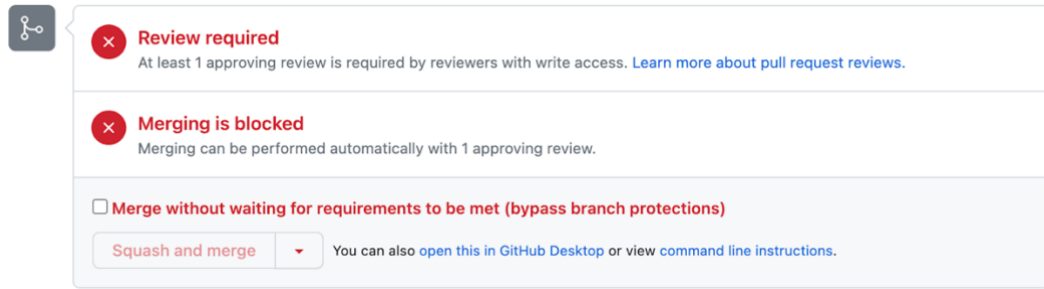 Review required
At least 1 approving review is required by reviewers with write access. Learn more about pull request reviews.
Merging is blocked
Merging can be performed automatically with 1 approving review.
Merge without waiting for requirements to be met (bypass branch protections)
Squash and merge
You can also open this in GitHub Desktop or view command line instructions.